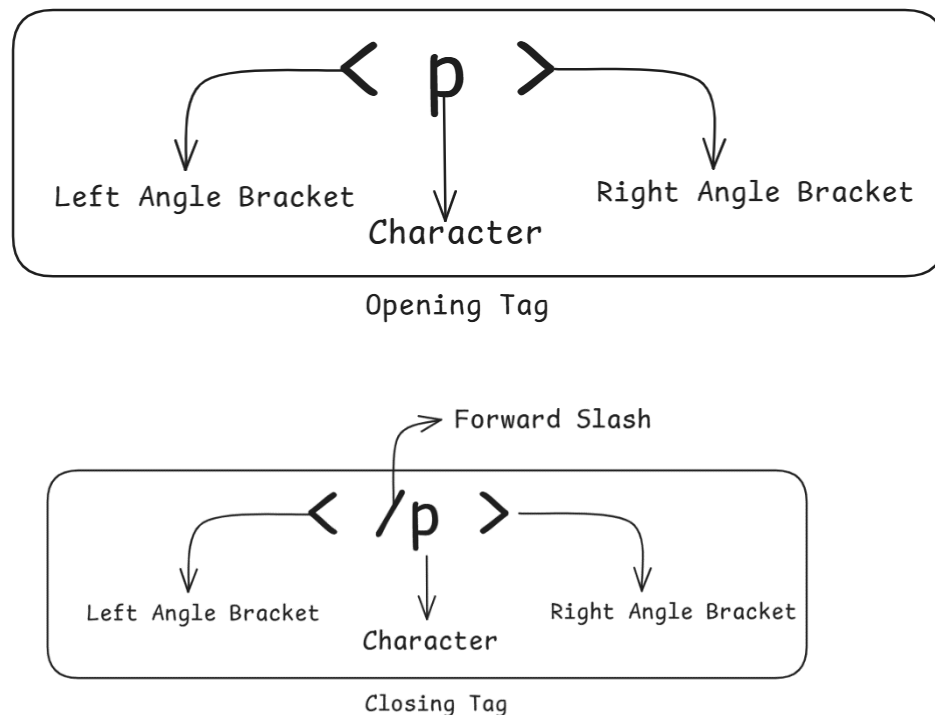 < p >
Left Angle Bracket
Right Angle Bracket
Character
Opening Tag
Forward Slash
< /p >
Left Angle Bracket
Right Angle Bracket
Character
Closing Tag